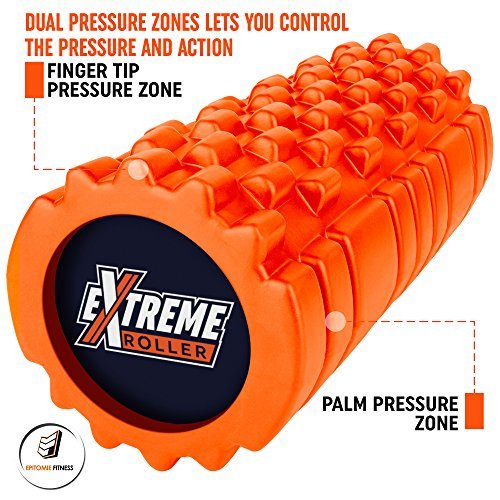 DUAL PRESSURE ZONES LETS YOU CONTROL
THE PRESSURE AND ACTION
FINGER TIP
PRESSURE ZONE
EXTREME
ROLLER
PALM PRESSURE
ZONE
EPITOMIE FITNESS